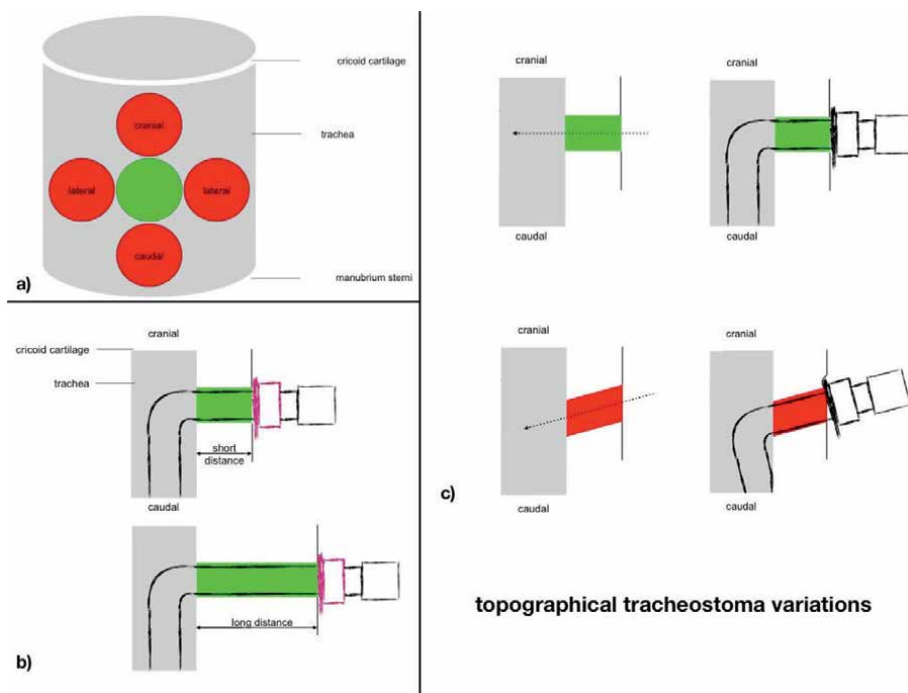 cricoid cartilage
cranial
trachea
lateral
lateral
caudal
manubrium sterni
a)
cranial
cricoid cartilage
trachea
short
distance
caudal
long distance
b)
cranial
cranial
caudal
caudal
cranial
cranial
c)
caudal
caudal
topographical tracheostoma variations